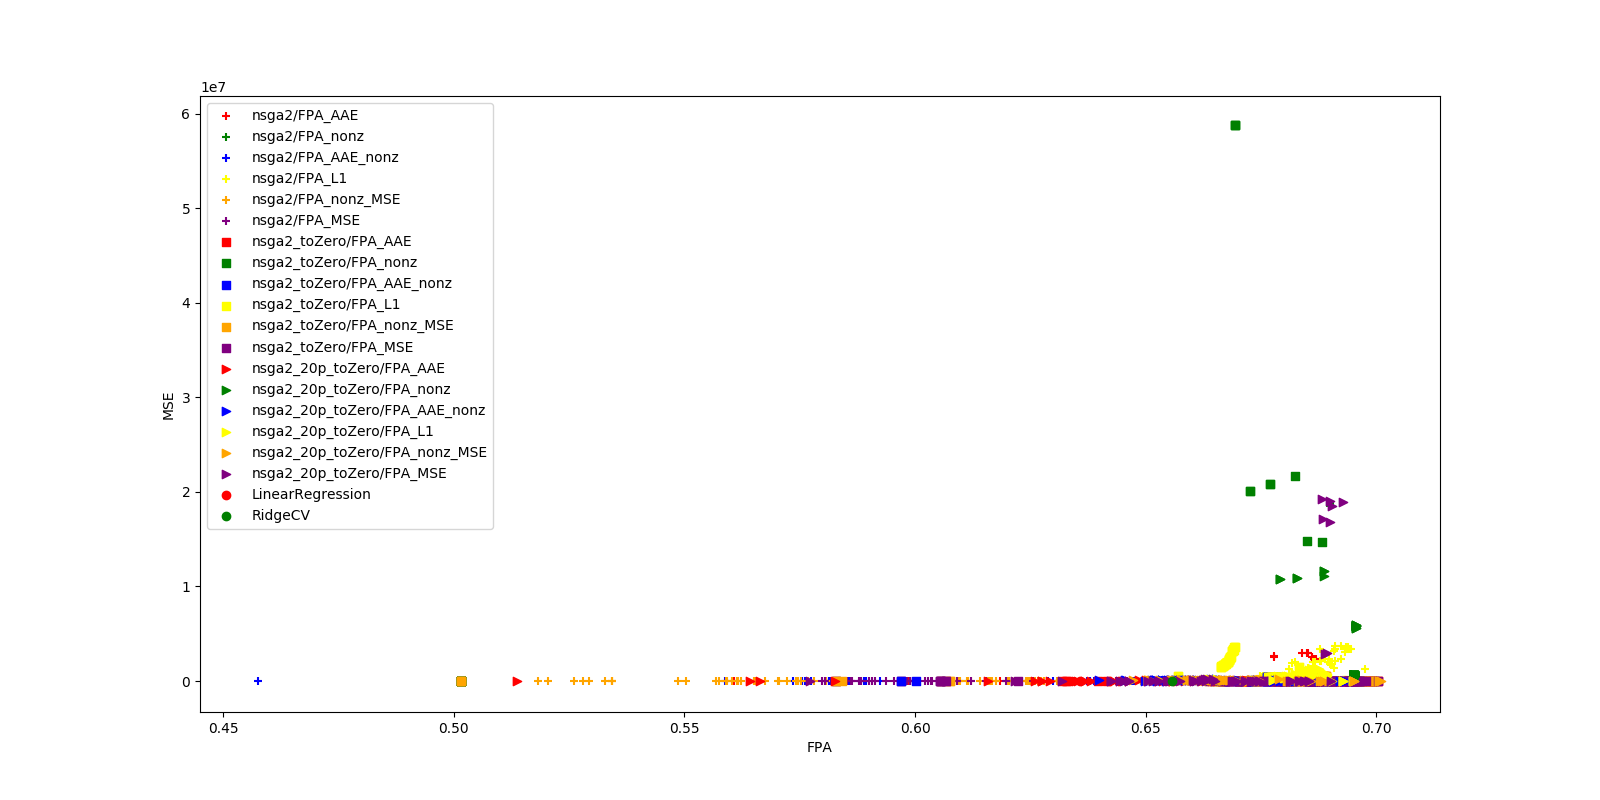 1e7
6
5
4
3
2
1
0
MSE
nsga2/FPA_AAE
nsga2/FPA_nonz
nsga2/FPA_AAE_nonz
nsga2/FPA_L1
nsga2/FPA_nonz_MSE
nsga2/FPA_MSE
nsga2_toZero/FPA_AAE
nsga2_toZero/FPA_nonz
nsga2_toZero/FPA_AAE_nonz
nsga2_toZero/FPA_L1
nsga2_toZero/FPA_nonz_MSE
nsga2_toZero/FPA_MSE
nsga2_20p_toZero/FPA_AAE
nsga2_20p_toZero/FPA_nonz
nsga2_20p_toZero/FPA_AAE_nonz
nsga2_20p_toZero/FPA_L1
nsga2_20p_toZero/FPA_nonz_MSE
nsga2_20p_toZero/FPA_MSE
LinearRegression
RidgeCV
0.45 0.50 0.55 0.60 0.65 0.70
FPA